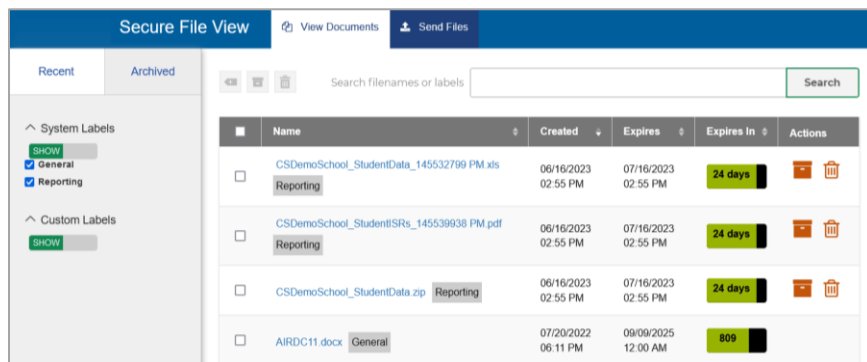 Secure File View View Documents Send Files
Recent Archived
Search filenames or labels Search
System Labels
SHOW
General
Reporting
Custom Labels
SHOW
Name Created Expires Expires In Actions
CSDemoSchool_StudentData_145532799 PM.xls
Reporting
06/16/2023
02:55 PM
07/16/2023
02:55 PM
24 days
CSDemoSchool_StudentISRs_145539938 PM.pdf
Reporting
06/16/2023
02:55 PM
07/16/2023
02:55 PM
24 days
CSDemoSchool_StudentData.zip Reporting
06/16/2023
02:55 PM
07/16/2023
02:55 PM
24 days
AIRDC11.docx General
07/20/2022
06:11 PM
09/09/2025
12:00 AM
809